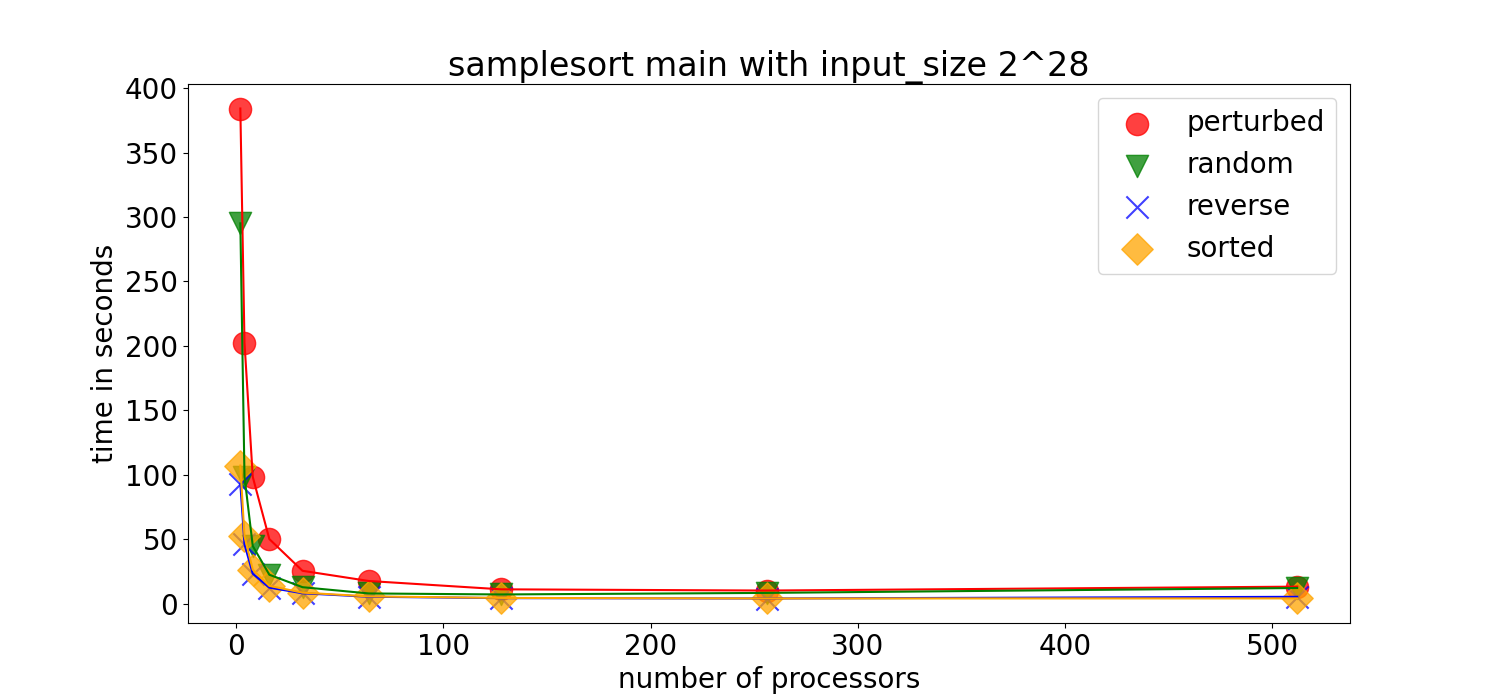 samplesort main with input_size 2^28
400
350
300
250
200
150
100
50
0
time in seconds
perturbed
random
reverse
sorted
0 100 200 300 400 500
number of processors